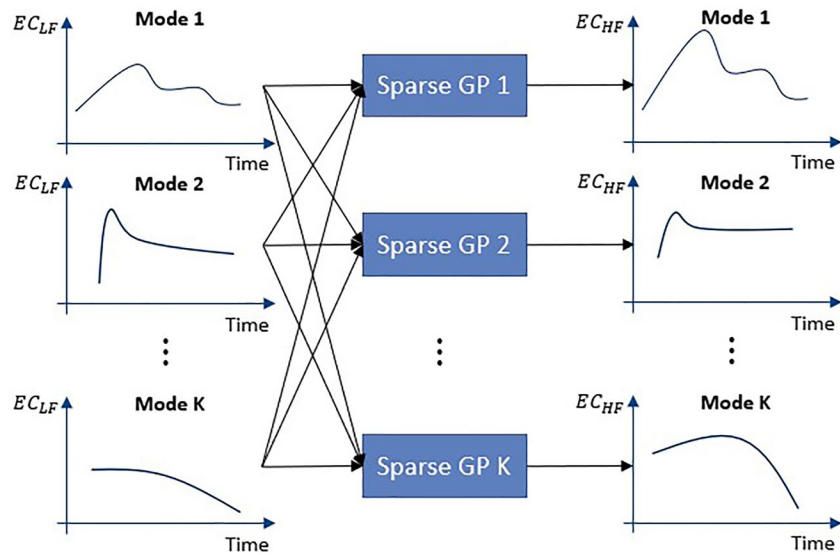 Mode 1
EC_LF
Time
Sparse GP 1
Mode 1
EC_HF
Time
Mode 2
EC_LF
Time
Sparse GP 2
Mode 2
EC_HF
Time
⋮
⋮
⋮
Mode K
EC_LF
Time
Sparse GP K
Mode K
EC_HF
Time